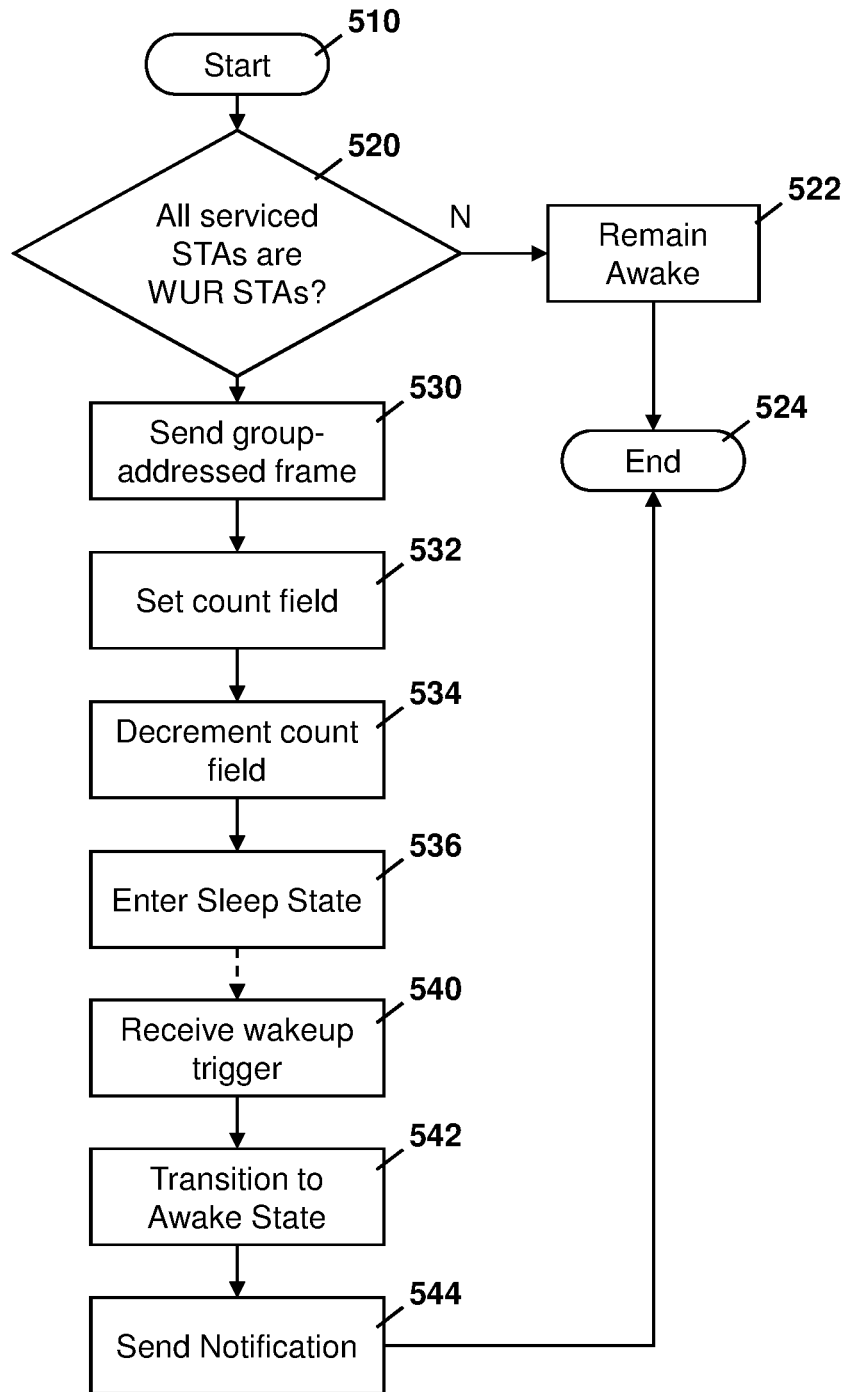 510
Start
520
All serviced
STAs are
WUR STAs?
N
522
Remain
Awake
524
End
530
Send group-
addressed frame
532
Set count field
534
Decrement count
field
536
Enter Sleep State
540
Receive wakeup
trigger
542
Transition to
Awake State
544
Send Notification